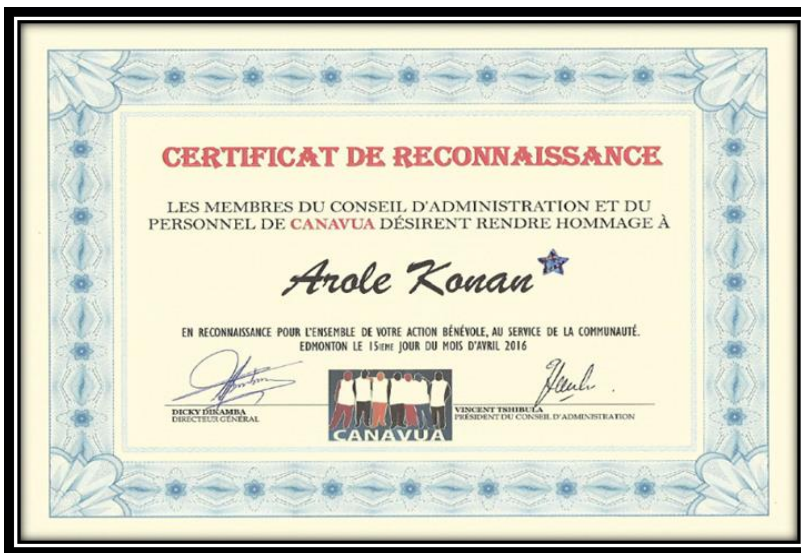 CERTIFICAT DE RECONNAISSANCE
LES MEMBRES DU CONSEIL D'ADMINISTRATION ET DU
PERSONNEL DE CANAVUA DÉSIRENT RENDRE HOMMAGE À
Arole Konan
EN RECONNAISSANCE POUR L'ENSEMBLE DE VOTRE ACTION BÉNÉVOLE, AU SERVICE DE LA COMMUNAUTÉ.
EDMONTON LE 15IEME JOUR DU MOIS D'AVRIL 2016
DICKY DIKAMBA
DIRECTEUR GÉNÉRAL
CANAVUA
VINCENT TSHIBULA
PRÉSIDENT DU CONSEIL D'ADMINISTRATION